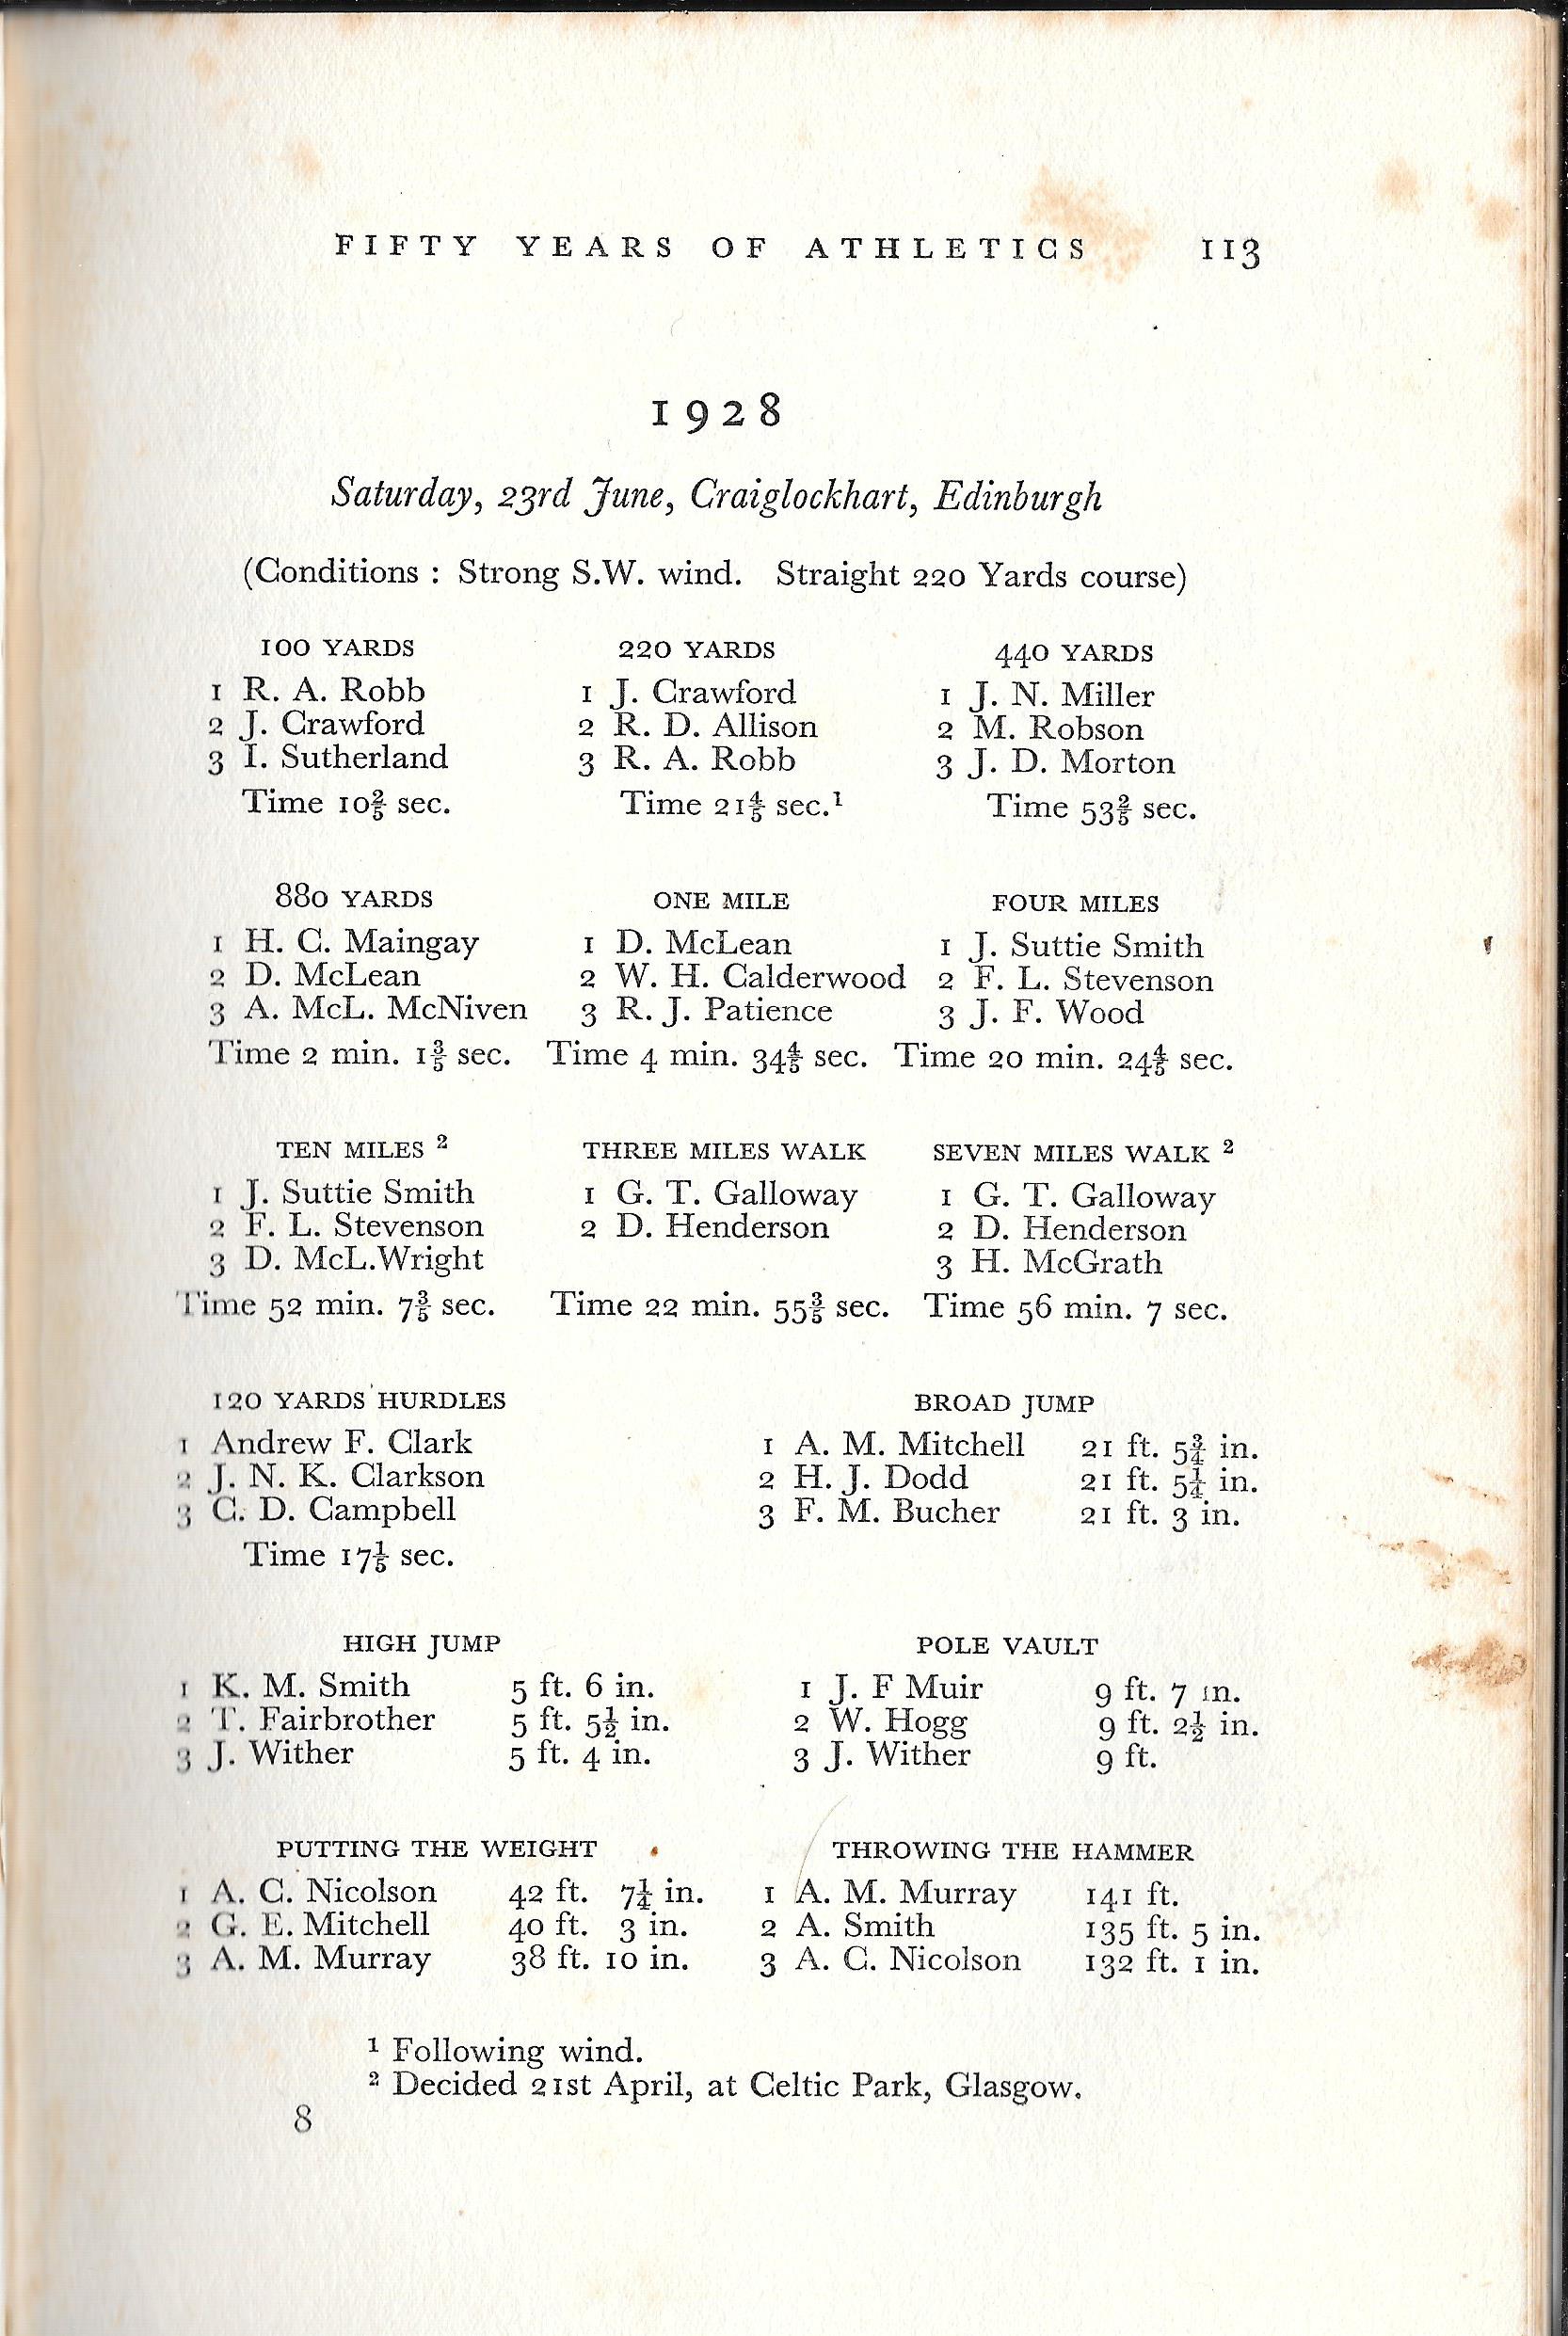 FIFTY YEARS OF ATHLETICS 113
1928
Saturday, 23rd June, Craiglockhart, Edinburgh
(Conditions : Strong S.W. wind. Straight 220 Yards course)
100 YARDS
1 R. A. Robb
2 J. Crawford
3 I. Sutherland
Time 10⅖ sec.
220 YARDS
1 J. Crawford
2 R. D. Allison
3 R. A. Robb
Time 21⅘ sec.¹
440 YARDS
1 J. N. Miller
2 M. Robson
3 J. D. Morton
Time 53⅖ sec.
880 YARDS
1 H. C. Maingay
2 D. McLean
3 A. McL. McNiven
Time 2 min. 1⅗ sec.
ONE MILE
1 D. McLean
2 W. H. Calderwood
3 R. J. Patience
Time 4 min. 34⅘ sec.
FOUR MILES
1 J. Suttie Smith
2 F. L. Stevenson
3 J. F. Wood
Time 20 min. 24⅘ sec.
TEN MILES ²
1 J. Suttie Smith
2 F. L. Stevenson
3 D. McL.Wright
Time 52 min. 7⅗ sec.
THREE MILES WALK
1 G. T. Galloway
2 D. Henderson
Time 22 min. 55⅗ sec.
SEVEN MILES WALK ²
1 G. T. Galloway
2 D. Henderson
3 H. McGrath
Time 56 min. 7 sec.
120 YARDS HURDLES
1 Andrew F. Clark
2 J. N. K. Clarkson
3 C. D. Campbell
Time 17⅕ sec.
BROAD JUMP
1 A. M. Mitchell 21 ft. 5¾ in.
2 H. J. Dodd 21 ft. 5¼ in.
3 F. M. Bucher 21 ft. 3 in.
HIGH JUMP
1 K. M. Smith 5 ft. 6 in.
2 T. Fairbrother 5 ft. 5½ in.
3 J. Wither 5 ft. 4 in.
POLE VAULT
1 J. F Muir 9 ft. 7 in.
2 W. Hogg 9 ft. 2½ in.
3 J. Wither 9 ft.
PUTTING THE WEIGHT
1 A. C. Nicolson 42 ft. 7¼ in.
2 G. E. Mitchell 40 ft. 3 in.
3 A. M. Murray 38 ft. 10 in.
THROWING THE HAMMER
1 A. M. Murray 141 ft.
2 A. Smith 135 ft. 5 in.
3 A. C. Nicolson 132 ft. 1 in.
¹ Following wind.
² Decided 21st April, at Celtic Park, Glasgow.
8